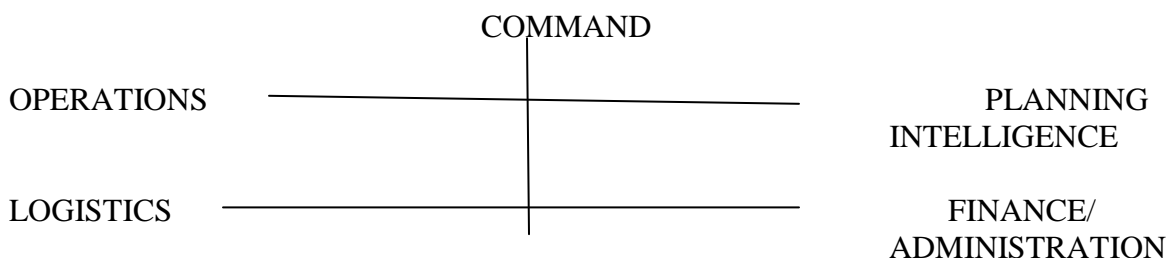 COMMAND
OPERATIONS PLANNING
INTELLIGENCE
LOGISTICS FINANCE/
ADMINISTRATION